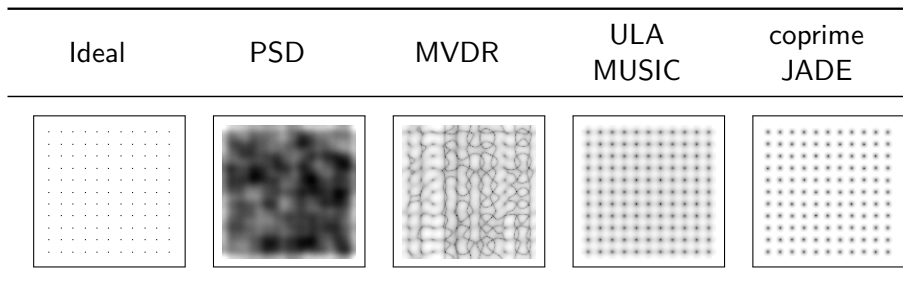 Ideal
PSD
MVDR
ULA
MUSIC
coprime
JADE